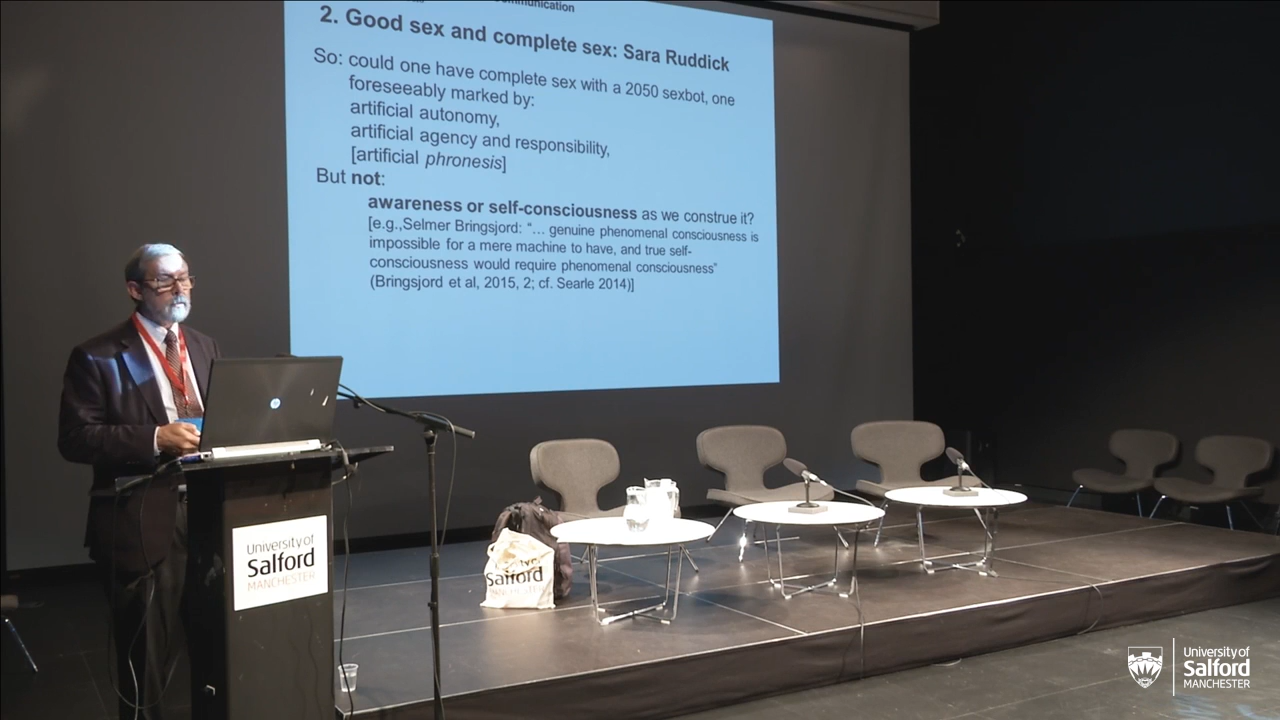 mmunication
2. Good sex and complete sex: Sara Ruddick
So: could one have complete sex with a 2050 sexbot, one
foreseeably marked by:
artificial autonomy,
artificial agency and responsibility,
[artificial phronesis]
But not:
awareness or self-consciousness as we construe it?
[e.g.,Selmer Bringsjord: “… genuine phenomenal consciousness is
impossible for a mere machine to have, and true self-
consciousness would require phenomenal consciousness”
(Bringsjord et al, 2015, 2; cf. Searle 2014)]
University of
Salford
MANCHESTER
Salford
University of
Salford
MANCHESTER